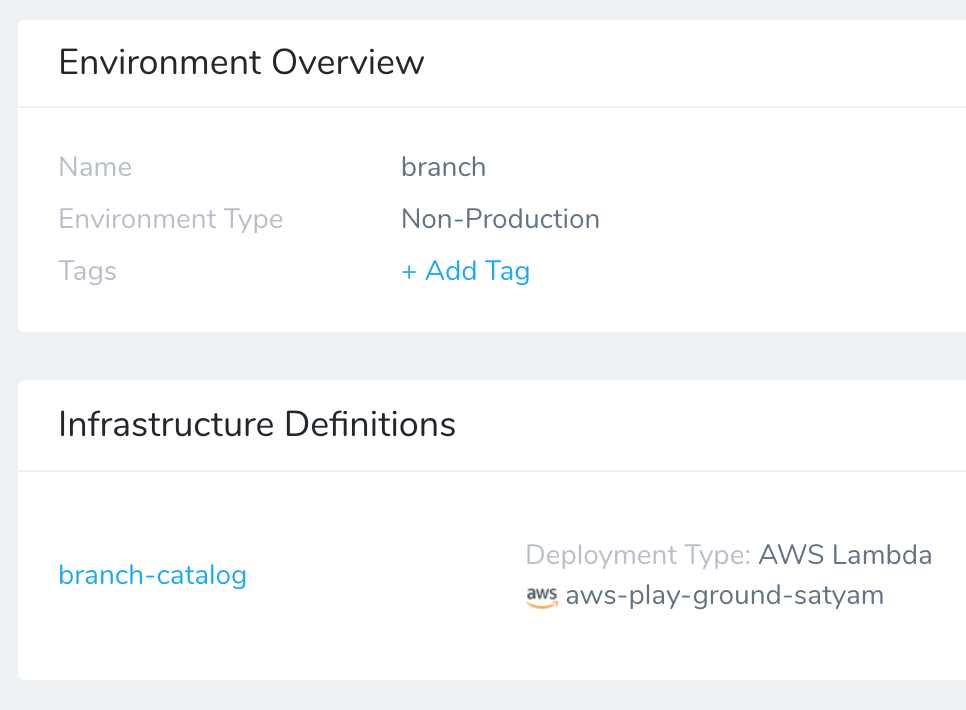 Environment Overview
Name branch
Environment Type Non-Production
Tags + Add Tag
Infrastructure Definitions
branch-catalog
Deployment Type: AWS Lambda
aws aws-play-ground-satyam